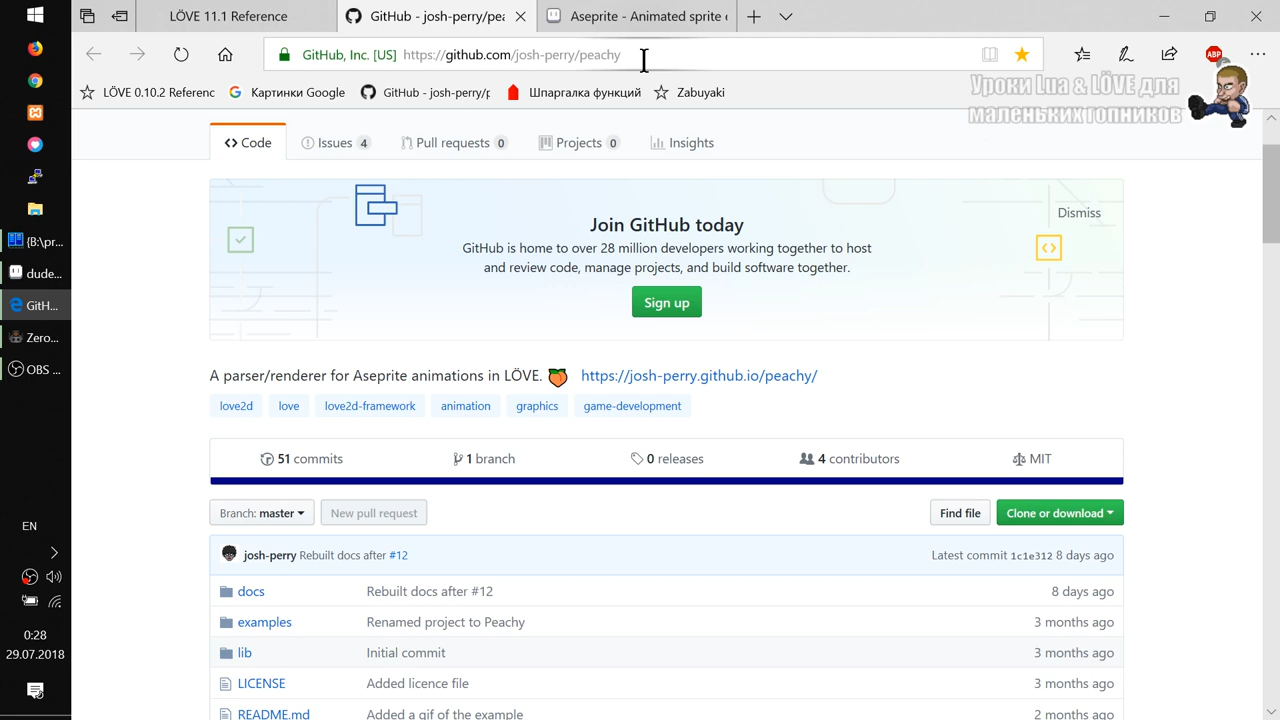 LÖVE 11.1 Reference
GitHub - josh-perry/pea
Aseprite - Animated sprite e
GitHub, Inc. [US] https://github.com/josh-perry/peachy
ABP
LÖVE 0.10.2 Referenc
Картинки Google
GitHub - josh-perry/p
Шпаргалка функций
Zabuyaki
Уроки Lua & LÖVE для
маленьких гопников
Code
Issues 4
Pull requests 0
Projects 0
Insights
Join GitHub today
Dismiss
GitHub is home to over 28 million developers working together to host
and review code, manage projects, and build software together.
Sign up
A parser/renderer for Aseprite animations in LÖVE. https://josh-perry.github.io/peachy/
love2d love love2d-framework animation graphics game-development
51 commits 1 branch 0 releases 4 contributors MIT
Branch: master New pull request Find file Clone or download
josh-perry Rebuilt docs after #12 Latest commit 1c1e312 8 days ago
docs Rebuilt docs after #12 8 days ago
examples Renamed project to Peachy 3 months ago
lib Initial commit 3 months ago
LICENSE Added licence file 3 months ago
README.md Added a gif of the example 2 months ago
{B:\pr...
dude...
GitH...
Zero...
OBS ...
EN
0:28
29.07.2018